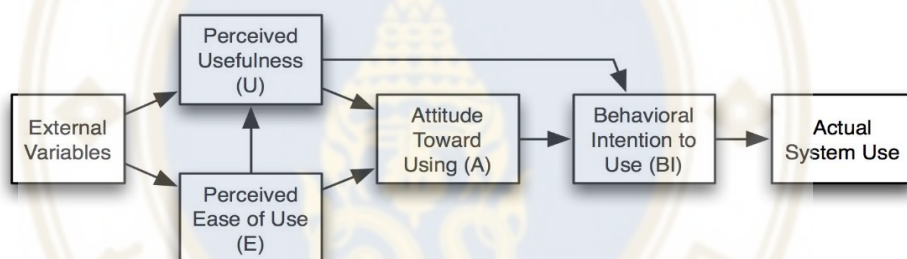 External
Variables
Perceived
Usefulness
(U)
Perceived
Ease of Use
(E)
Attitude
Toward
Using (A)
Behavioral
Intention to
Use (BI)
Actual
System Use